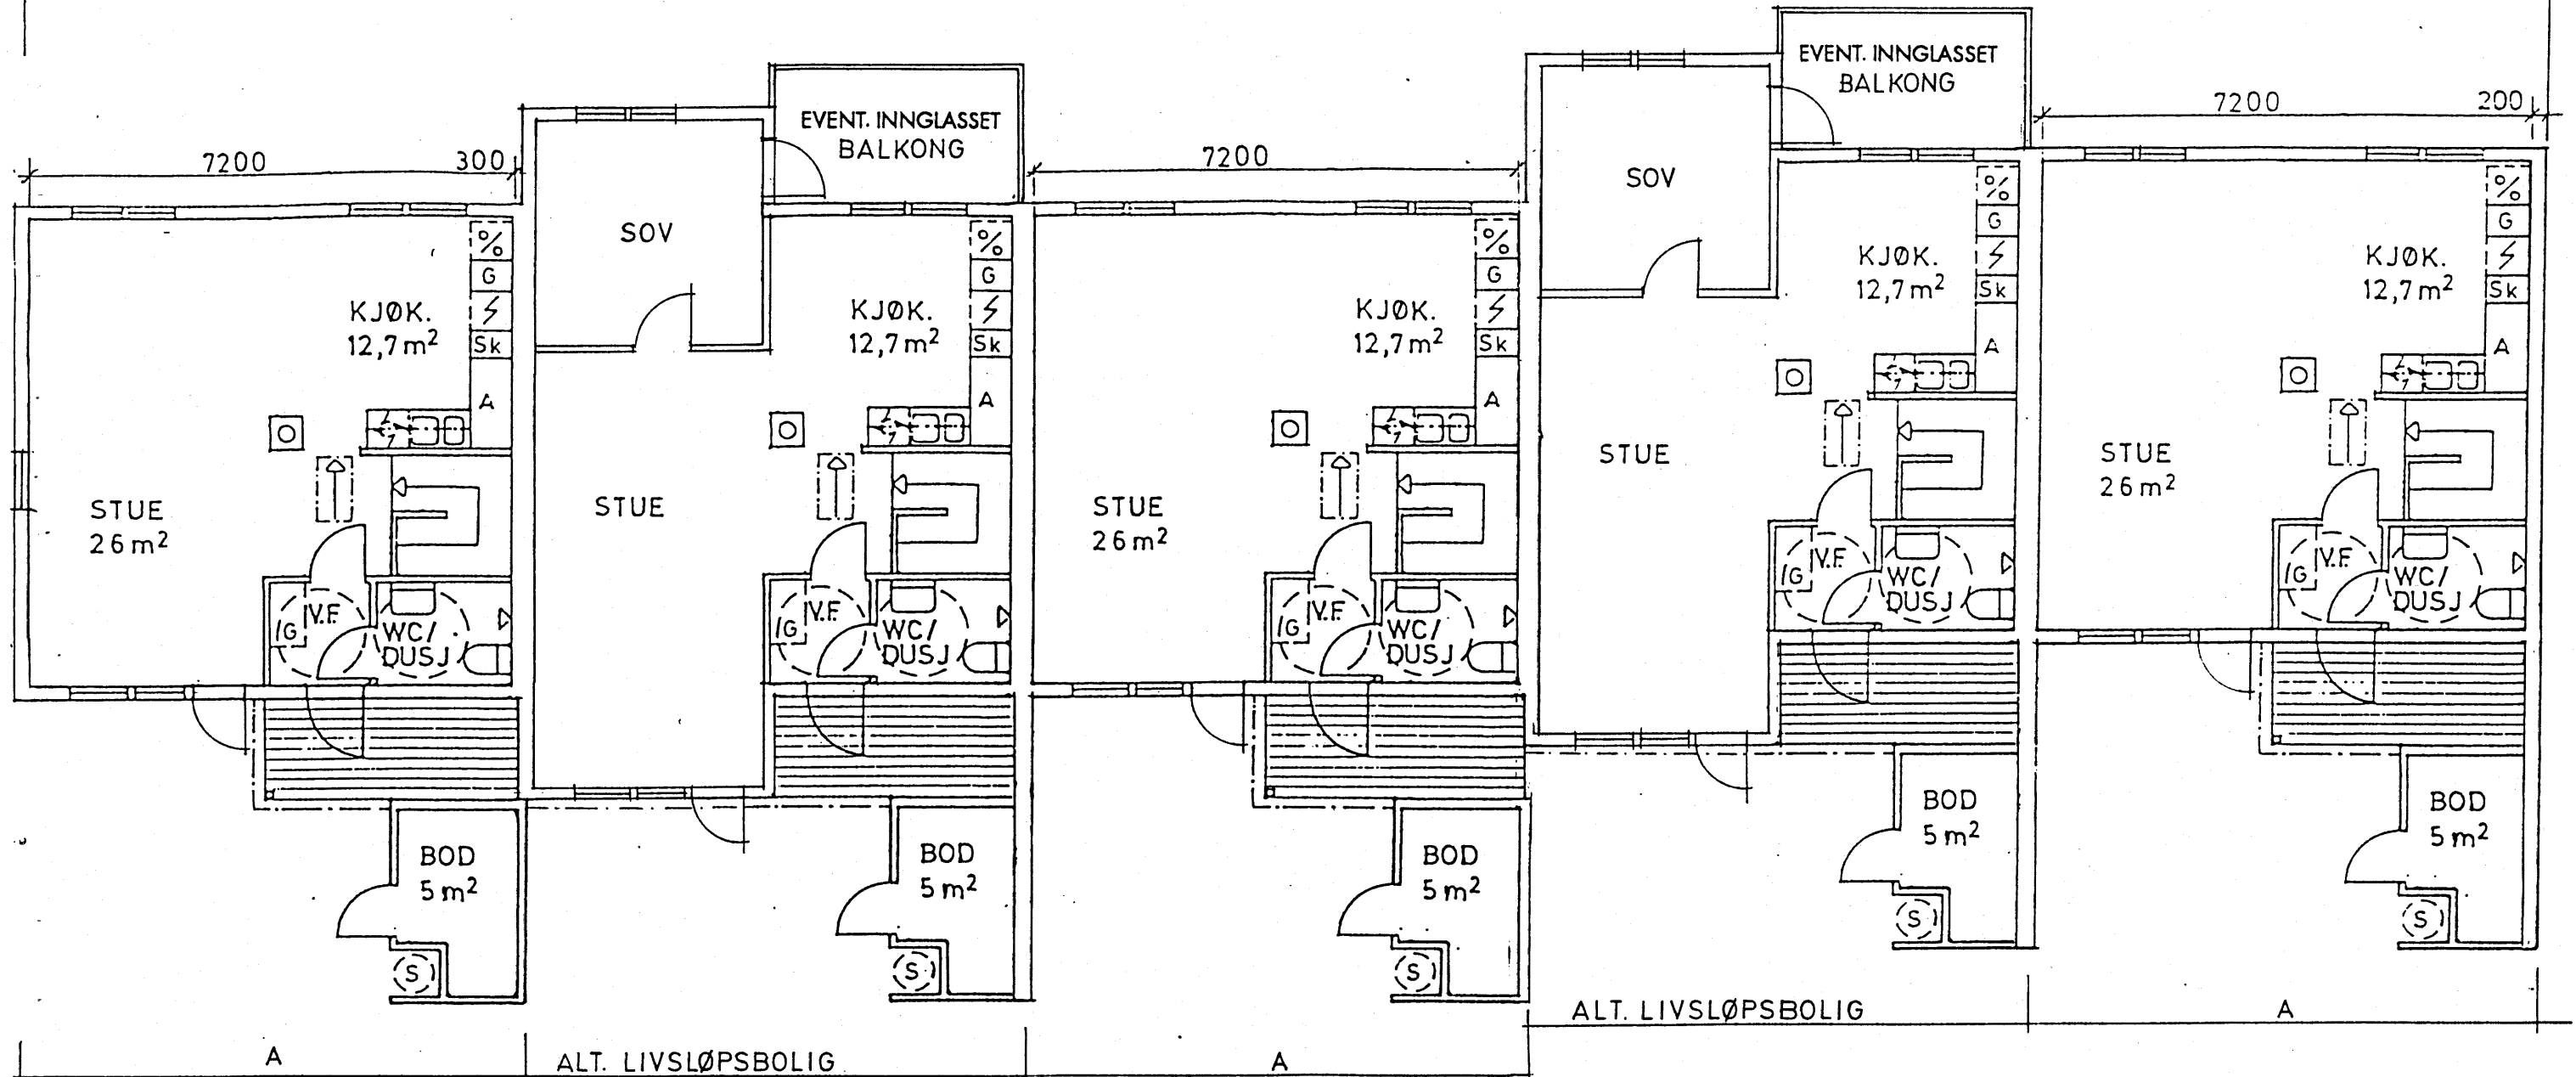 EVENT. INNGLASSET
BALKONG
EVENT. INNGLASSET
BALKONG
7200
300
7200
7200
200
SOV
SOV
%
G
Sk
A
KJØK.
12,7 m²
%
G
Sk
A
KJØK.
12,7 m²
%
G
Sk
A
KJØK.
12,7 m²
%
G
Sk
A
KJØK.
12,7 m²
%
G
Sk
A
KJØK.
12,7 m²
STUE
26 m²
STUE
STUE
26 m²
STUE
STUE
26 m²
G
V.F.
WC/
DUSJ
G
V.F.
WC/
DUSJ
G
V.F.
WC/
DUSJ
G
V.F.
WC/
DUSJ
G
V.F.
WC/
DUSJ
BOD
5 m²
S
BOD
5 m²
S
BOD
5 m²
S
BOD
5 m²
S
BOD
5 m²
S
A
ALT. LIVSLØPSBOLIG
A
ALT. LIVSLØPSBOLIG
A